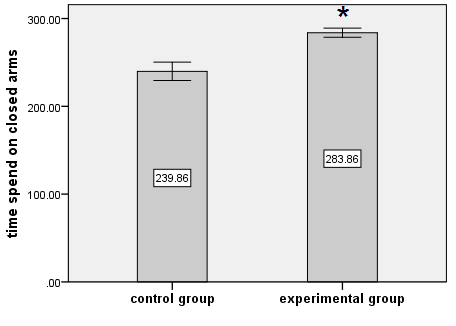 time spend on closed arms
300.00
200.00
100.00
.00
*
239.86
283.86
control group
experimental group